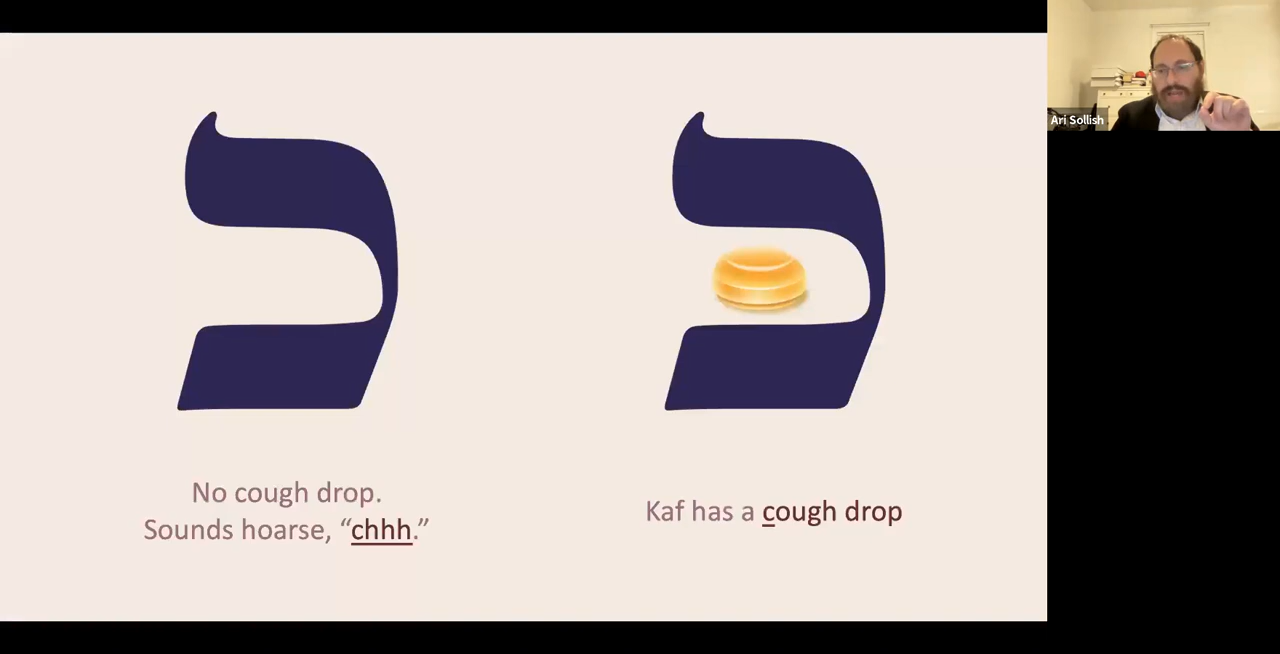 כ
כ
No cough drop.
Sounds hoarse, “chhh.”
Kaf has a cough drop
Ari Sollish